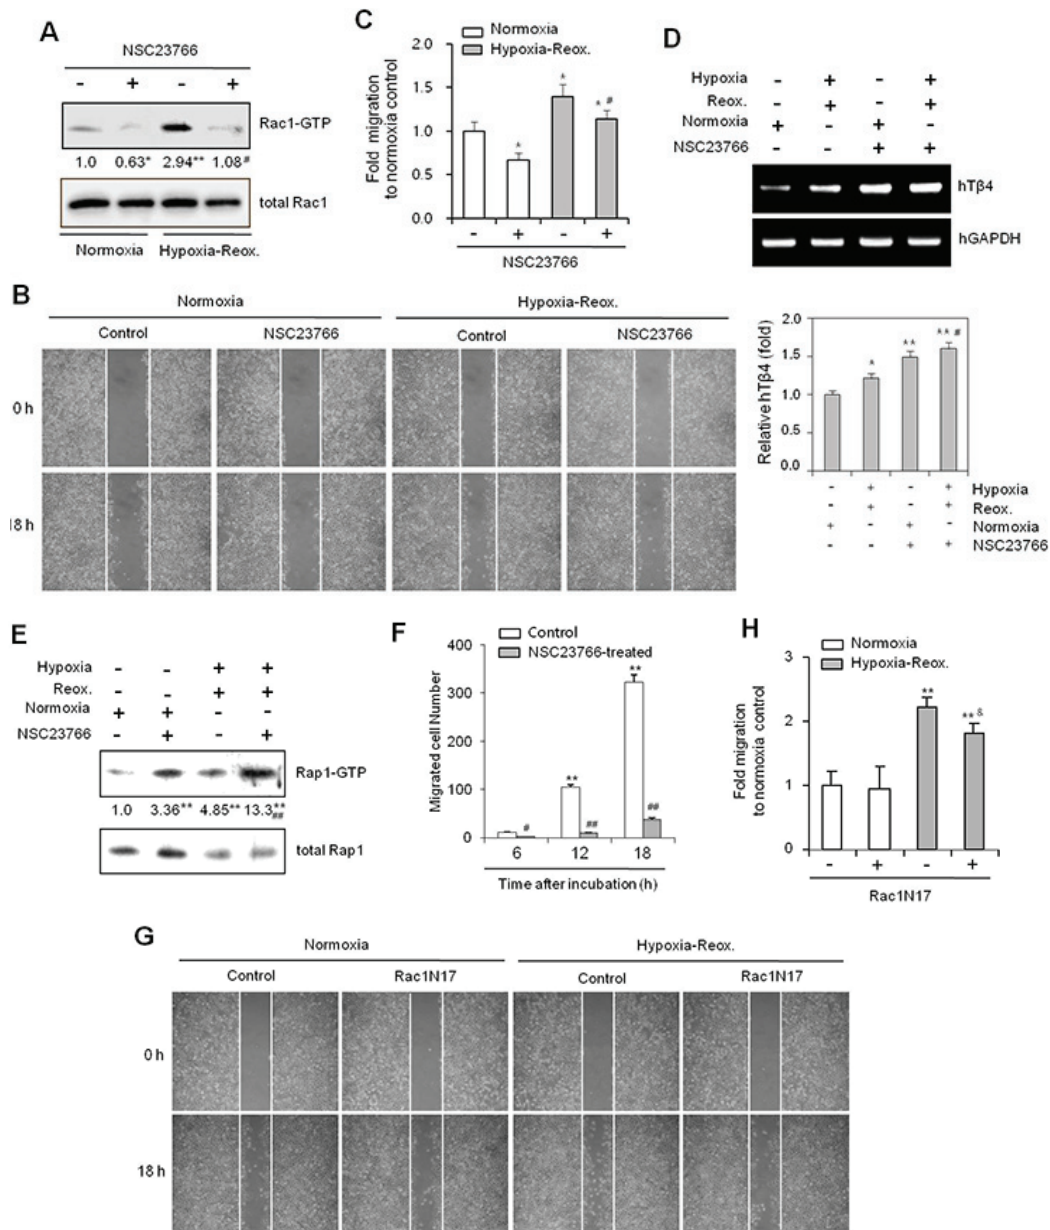 A
NSC23766
- + - +
Rac1-GTP
1.0 0.63* 2.94** 1.08#
total Rac1
Normoxia Hypoxia-Reox.
C
Normoxia
Hypoxia-Reox.
Fold migration
to normoxia control
2.0
1.5
1.0
0.5
0.0
* * * #
- + - +
NSC23766
D
Hypoxia - + - +
Reox. - + - +
Normoxia + - + -
NSC23766 - - + +
hTβ4
hGAPDH
Relative hTβ4 (fold)
2.0
1.5
1.0
0.5
0.0
* ** ** #
- + - + Hypoxia
- + - + Reox.
+ - + - Normoxia
- - + + NSC23766
B
Normoxia Hypoxia-Reox.
Control NSC23766 Control NSC23766
0 h
18 h
E
Hypoxia - - + +
Reox. - - + +
Normoxia + + - -
NSC23766 - + - +
Rap1-GTP
1.0 3.36** 4.85** 13.3**##
total Rap1
F
Control
NSC23766-treated
Migrated cell Number
400
300
200
100
0
# ** ## ** ##
6 12 18
Time after incubation (h)
H
Normoxia
Hypoxia-Reox.
Fold migration
to normoxia control
3
2
1
0
** ** &
- + - +
Rac1N17
G
Normoxia Hypoxia-Reox.
Control Rac1N17 Control Rac1N17
0 h
18 h